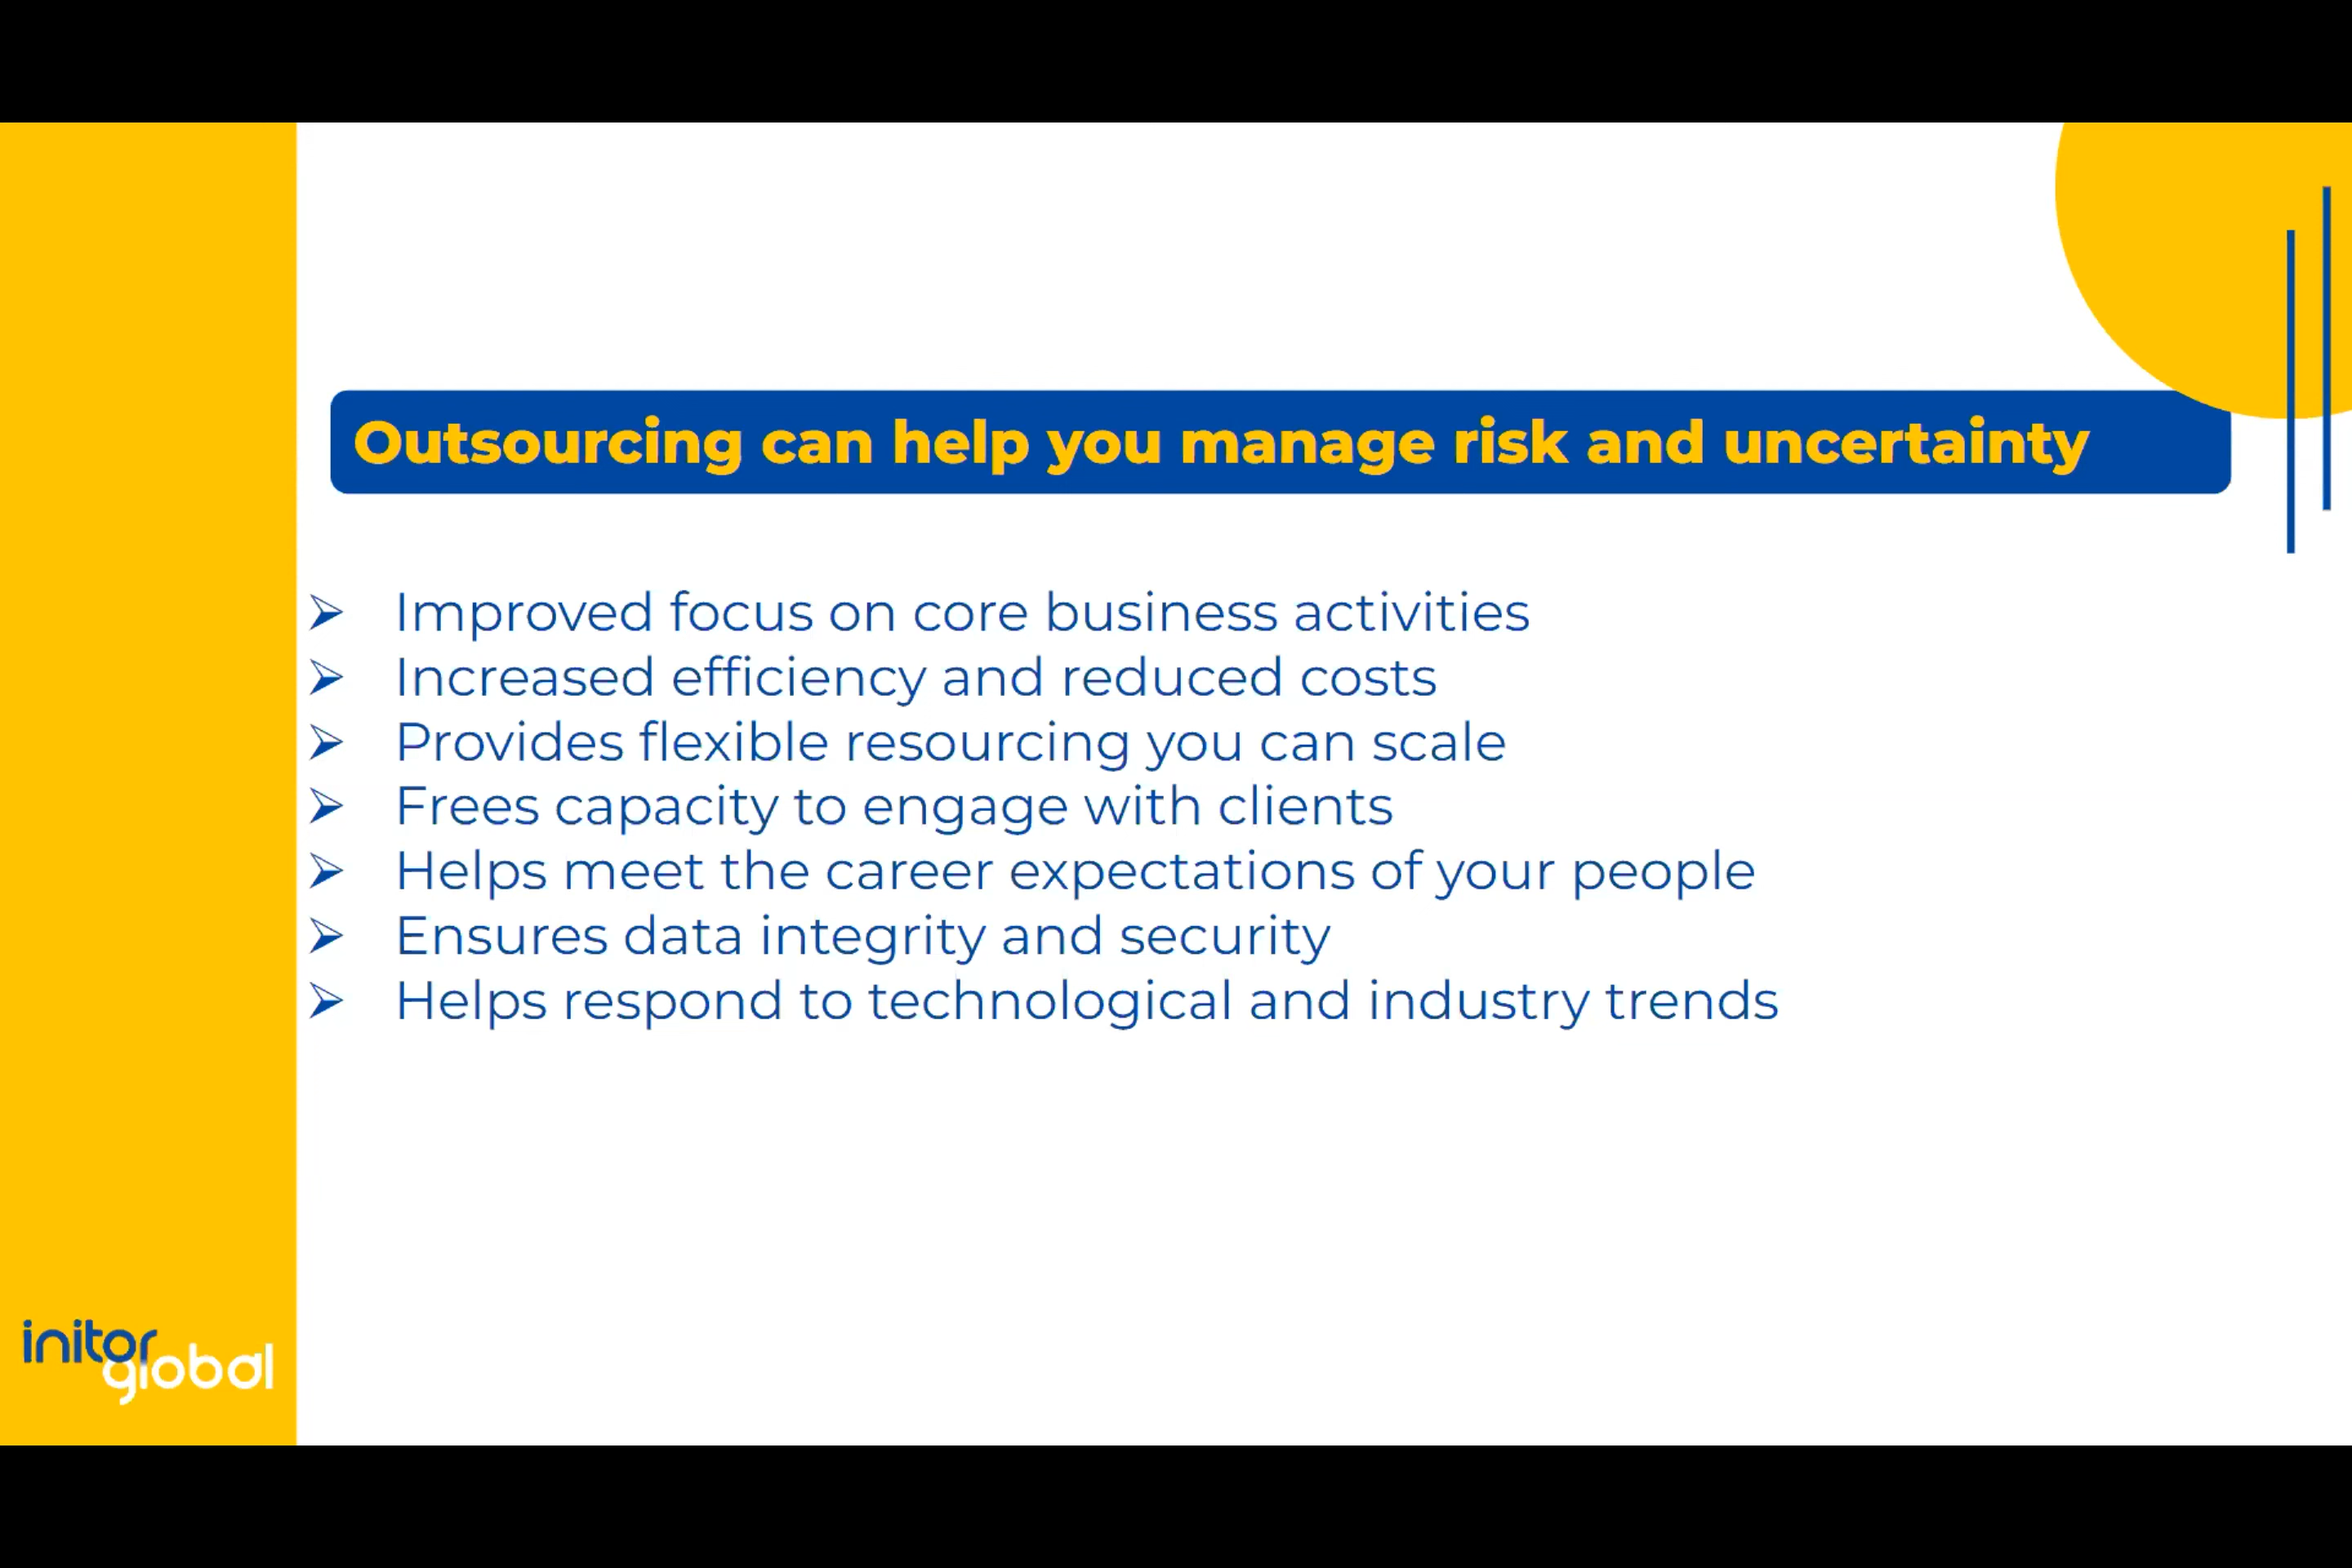 Outsourcing can help you manage risk and uncertainty
Improved focus on core business activities
Increased efficiency and reduced costs
Provides flexible resourcing you can scale
Frees capacity to engage with clients
Helps meet the career expectations of your people
Ensures data integrity and security
Helps respond to technological and industry trends
initor
global